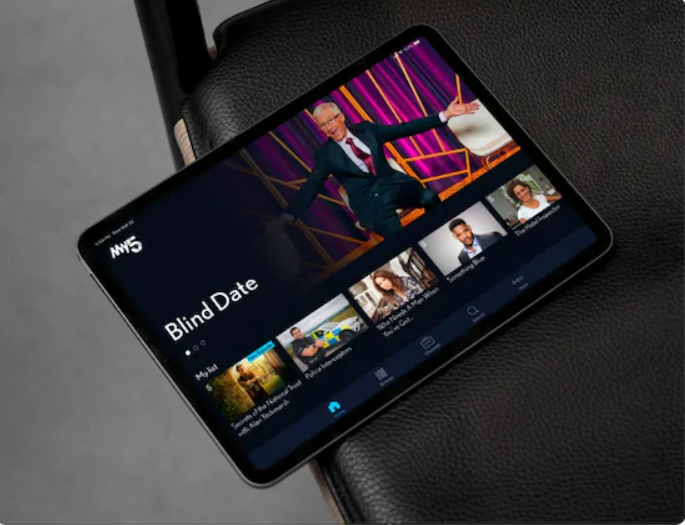 My5
Blind Date
My list
Secrets of the National Trust
with Alan Titchmarsh
Police Interceptors
Who Needs A Man When
You've Got...
Something Blue
The Hotel Inspector